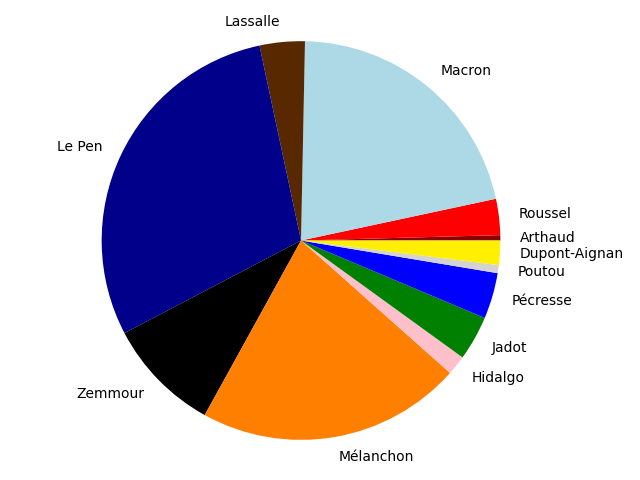 Lassalle
Macron
Le Pen
Roussel
Arthaud
Dupont-Aignan
Poutou
Pécresse
Jadot
Hidalgo
Zemmour
Mélanchon